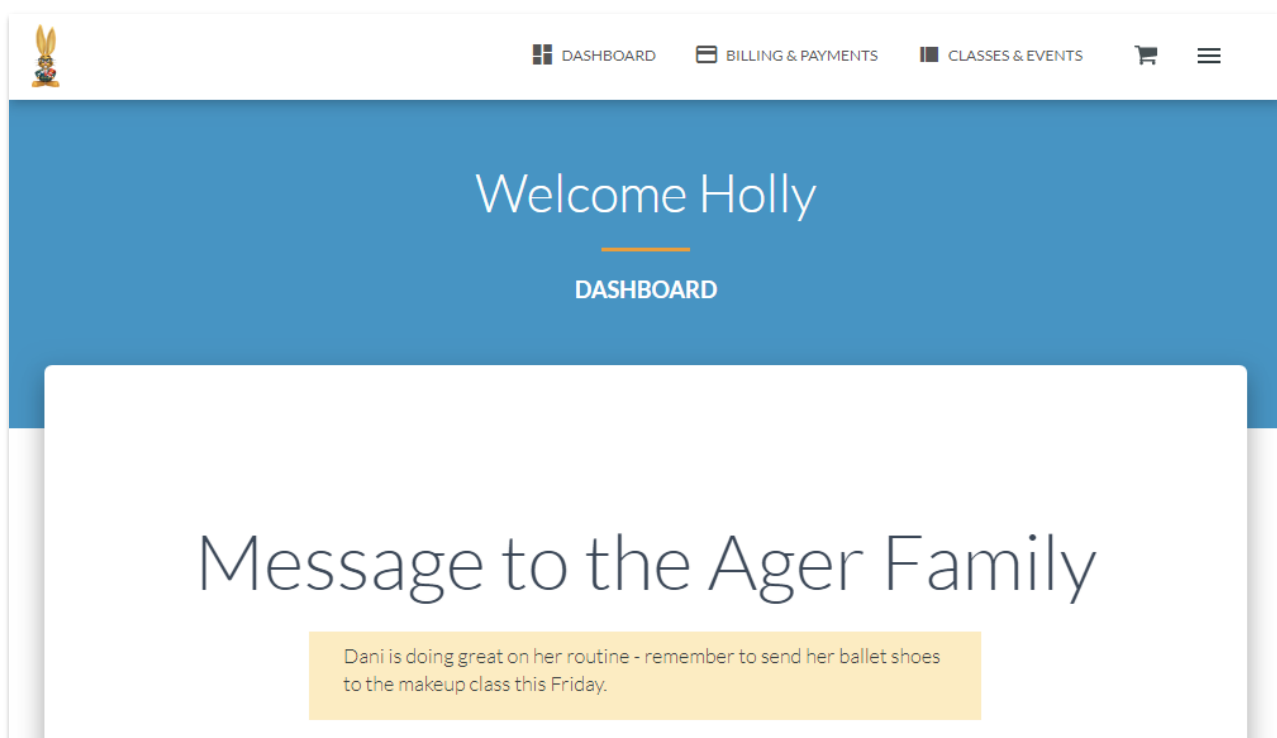 DASHBOARD BILLING & PAYMENTS CLASSES & EVENTS
Welcome Holly
DASHBOARD
Message to the Ager Family
Dani is doing great on her routine - remember to send her ballet shoes
to the makeup class this Friday.